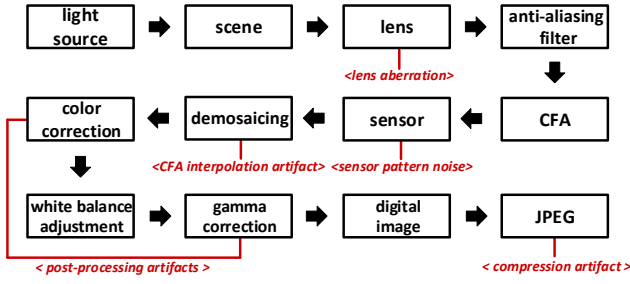 light
source
scene
lens
anti-aliasing
filter
<lens aberration>
color
correction
demosaicing
sensor
CFA
<CFA interpolation artifact>
<sensor pattern noise>
white balance
adjustment
gamma
correction
digital
image
JPEG
< post-processing artifacts >
< compression artifact >